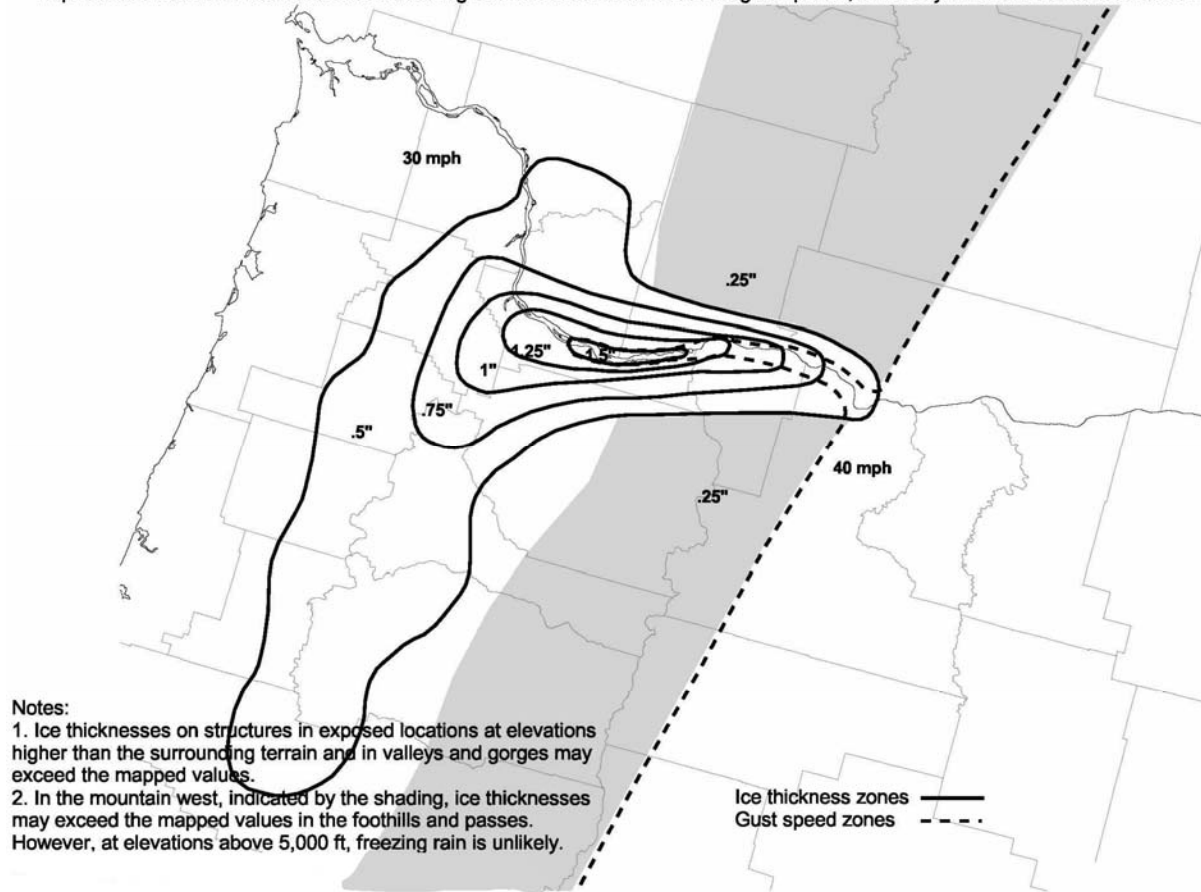 30 mph
.25"
1.25"
1.5"
1"
.75"
.5"
40 mph
.25"
Notes:
1. Ice thicknesses on structures in exposed locations at elevations
higher than the surrounding terrain and in valleys and gorges may
exceed the mapped values.
2. In the mountain west, indicated by the shading, ice thicknesses
may exceed the mapped values in the foothills and passes.
However, at elevations above 5,000 ft, freezing rain is unlikely.
Ice thickness zones
Gust speed zones